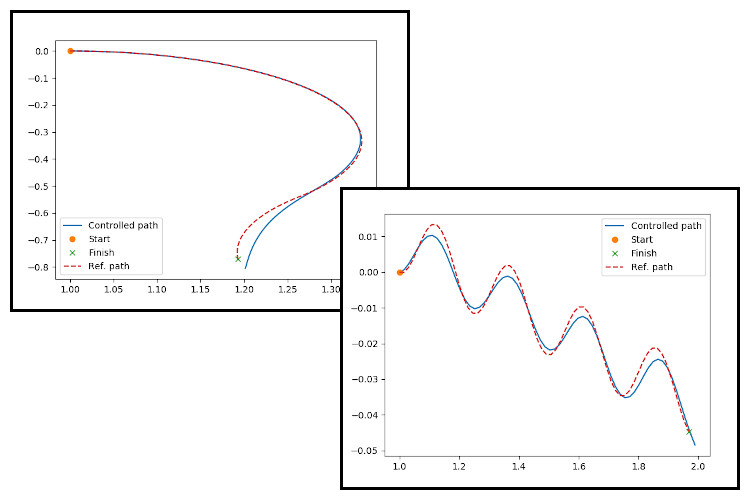 0.0
−0.1
−0.2
−0.3
−0.4
−0.5
−0.6
−0.7
−0.8
Controlled path
Start
Finish
Ref. path
1.00 1.05 1.10 1.15 1.20 1.25 1.30
0.01
0.00
−0.01
−0.02
−0.03
−0.04
−0.05
Controlled path
Start
Finish
Ref. path
1.0 1.2 1.4 1.6 1.8 2.0